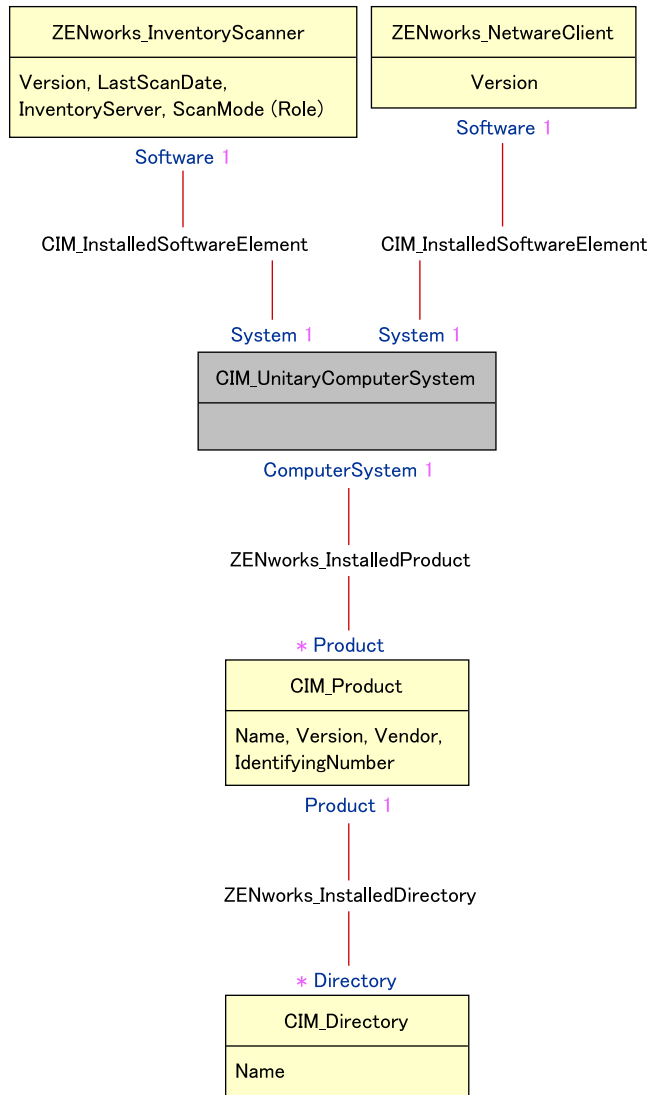 ZENworks_InventoryScanner
Version, LastScanDate,
InventoryServer, ScanMode (Role)
Software 1
CIM_InstalledSoftwareElement
System 1
ZENworks_NetwareClient
Version
Software 1
CIM_InstalledSoftwareElement
System 1
CIM_UnitaryComputerSystem
ComputerSystem 1
ZENworks_InstalledProduct
* Product
CIM_Product
Name, Version, Vendor,
IdentifyingNumber
Product 1
ZENworks_InstalledDirectory
* Directory
CIM_Directory
Name